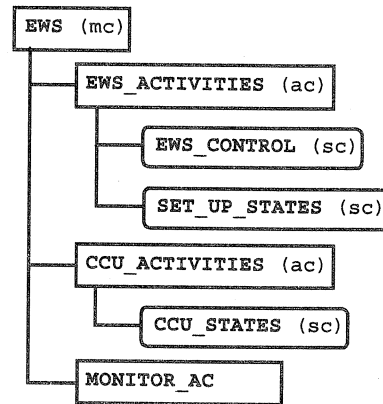 EWS (mc)
EWS_ACTIVITIES (ac)
EWS_CONTROL (sc)
SET_UP_STATES (sc)
CCU_ACTIVITIES (ac)
CCU_STATES (sc)
MONITOR_AC